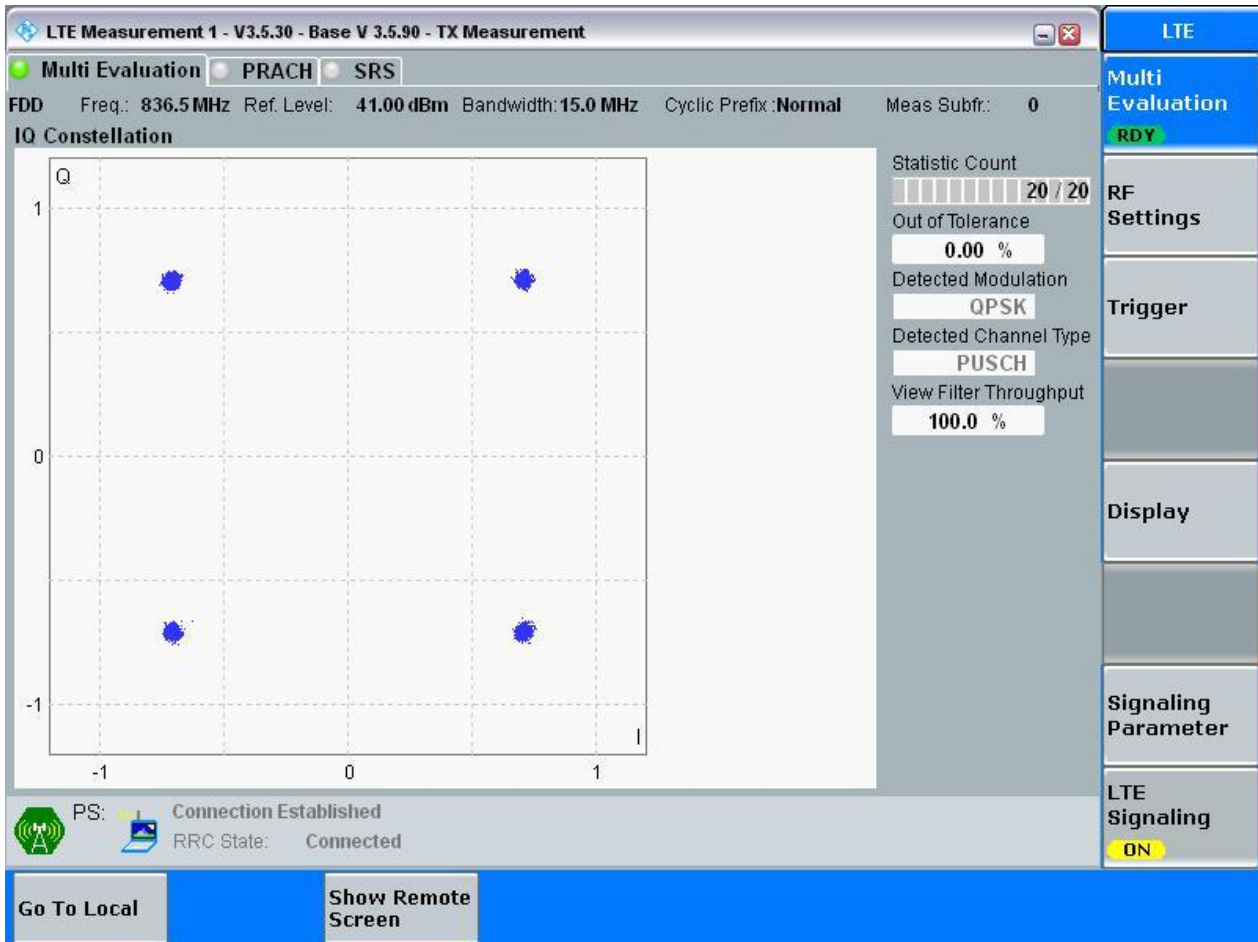 LTE Measurement 1 - V3.5.30 - Base V 3.5.90 - TX Measurement
LTE
Multi Evaluation PRACH SRS
FDD Freq.: 836.5 MHz Ref. Level: 41.00 dBm Bandwidth: 15.0 MHz Cyclic Prefix :Normal Meas Subfr.: 0
IQ Constellation
Q
1
0
-1
I
-1 0 1
Statistic Count
20 / 20
Out of Tolerance
0.00 %
Detected Modulation
QPSK
Detected Channel Type
PUSCH
View Filter Throughput
100.0 %
Multi
Evaluation
RDY
RF
Settings
Trigger
Display
Signaling
Parameter
LTE
Signaling
ON
PS: Connection Established
RRC State: Connected
Go To Local
Show Remote
Screen